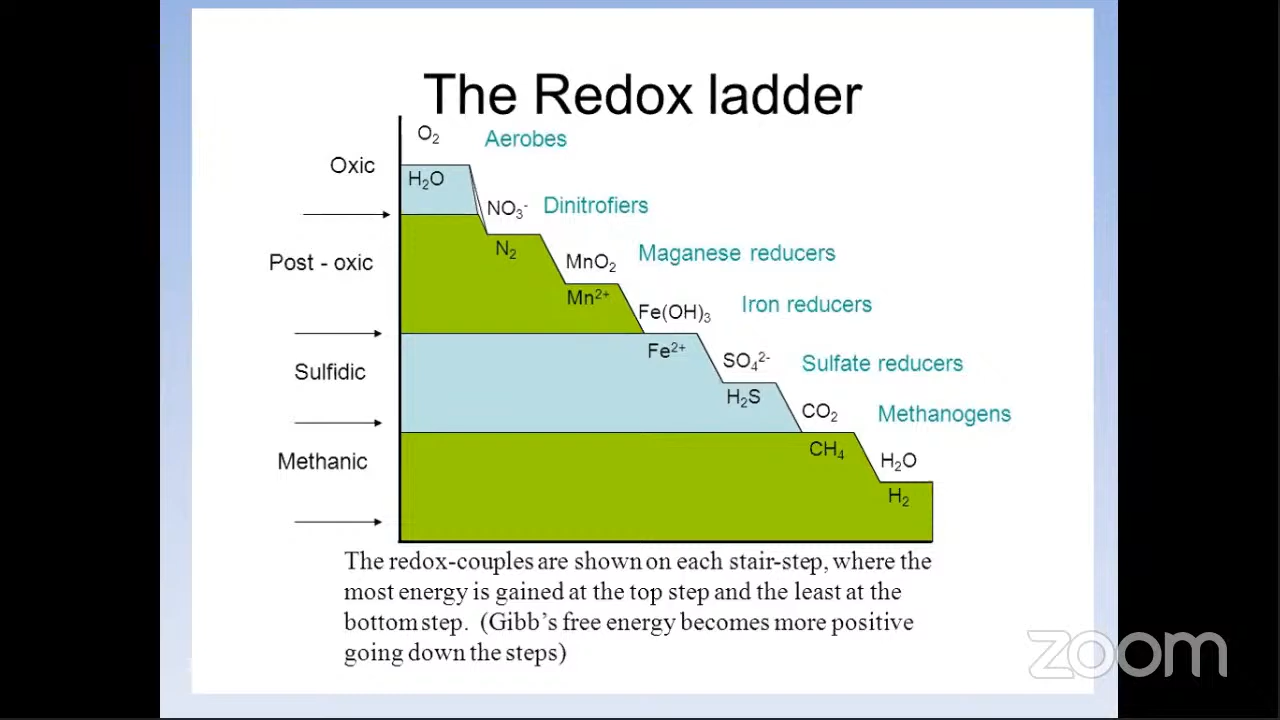 The Redox ladder
O₂
Aerobes
Oxic
H₂O
NO₃⁻
Dinitrofiers
Post - oxic
N₂
MnO₂
Maganese reducers
Mn²⁺
Fe(OH)₃
Iron reducers
Sulfidic
Fe²⁺
SO₄²⁻
Sulfate reducers
H₂S
CO₂
Methanogens
Methanic
CH₄
H₂O
H₂
The redox-couples are shown on each stair-step, where the
most energy is gained at the top step and the least at the
bottom step. (Gibb's free energy becomes more positive
going down the steps)
zoom